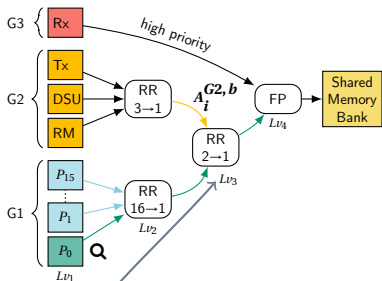 G3
Rx
high priority
G2
Tx
DSU
RM
RR
3→1
A_i^{G2,b}
FP
Lv4
Shared
Memory
Bank
RR
2→1
Lv3
G1
P15
P1
P0
Lv1
RR
16→1
Lv2